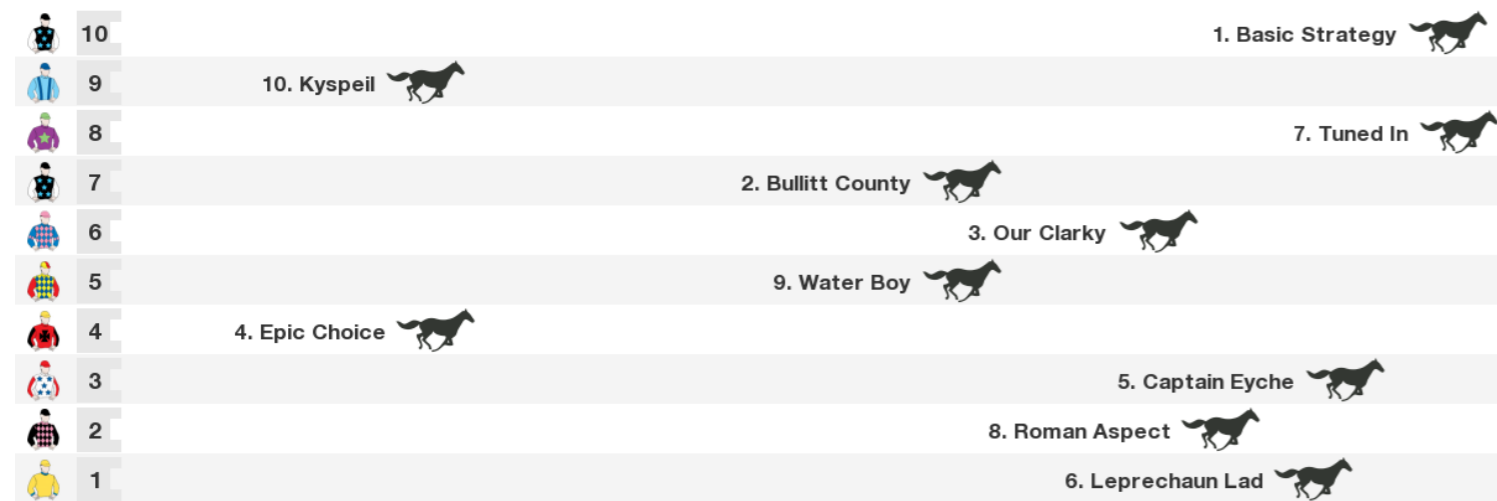 10 1. Basic Strategy
9 10. Kyspeil
8 7. Tuned In
7 2. Bullitt County
6 3. Our Clarky
5 9. Water Boy
4 4. Epic Choice
3 5. Captain Eyche
2 8. Roman Aspect
1 6. Leprechaun Lad